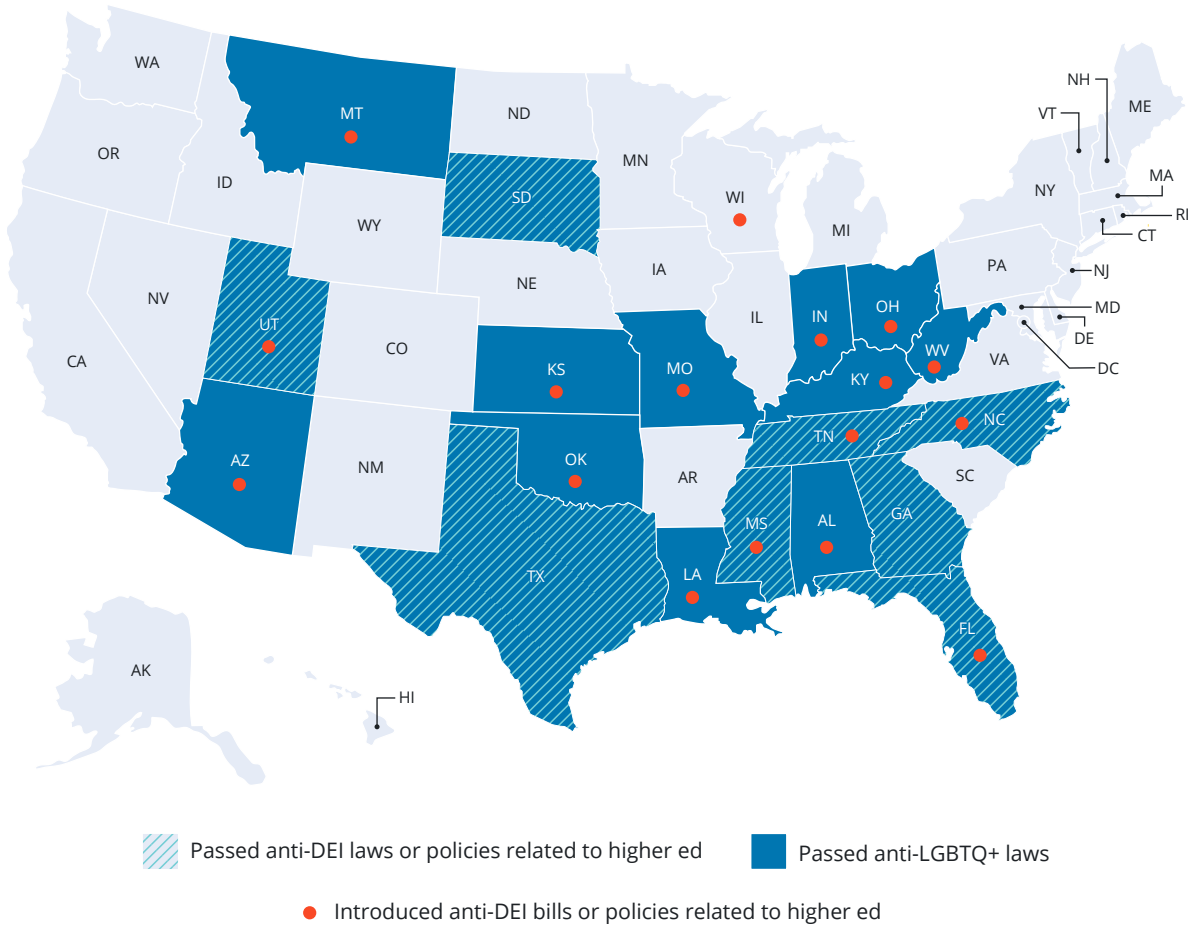 WA
MT
ND
MN
OR
ID
SD
WI
MI
NY
VT
NH
ME
MA
RI
CT
WY
NE
IA
PA
NJ
NV
UT
CO
IL
IN
OH
MD
DE
DC
CA
KS
MO
KY
WV
VA
AZ
NM
OK
AR
TN
NC
SC
TX
LA
MS
AL
GA
FL
AK
HI
Passed anti-DEI laws or policies related to higher ed
Passed anti-LGBTQ+ laws
Introduced anti-DEI bills or policies related to higher ed